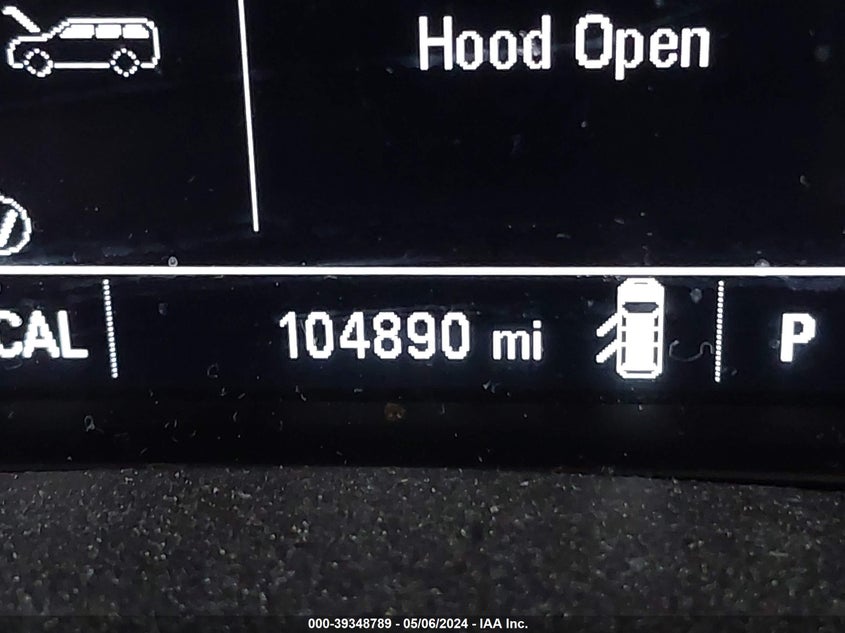 Hood Open
CAL
104890 mi
P
000-39348789 - 05/06/2024 - IAA Inc.